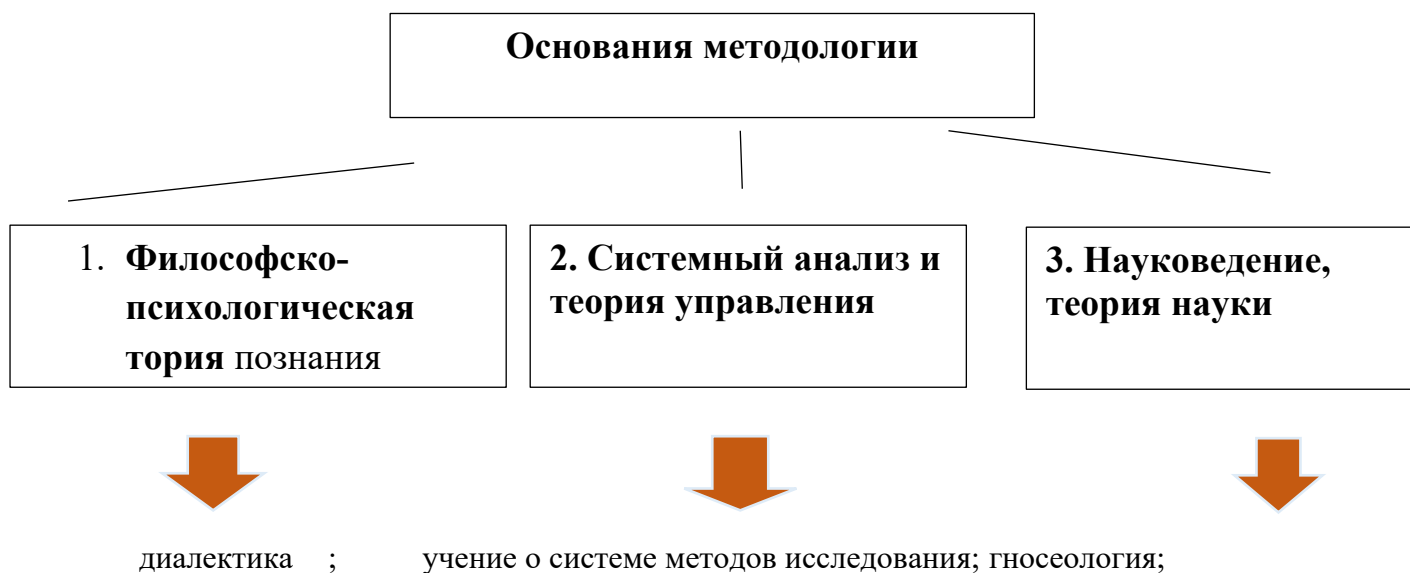 Основания методологии
1. Философско-
психологическая
тория познания
2. Системный анализ и
теория управления
3. Науковедение,
теория науки
диалектика ; учение о системе методов исследования; гносеология;